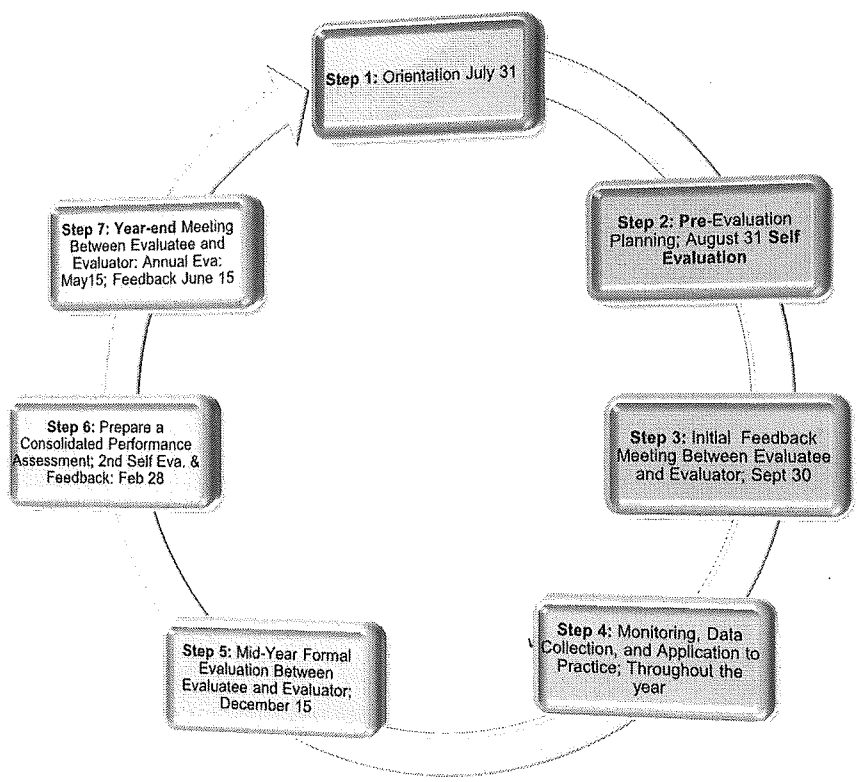 Step 1: Orientation July 31
Step 2: Pre-Evaluation
Planning; August 31 Self
Evaluation
Step 3: Initial Feedback
Meeting Between Evaluatee
and Evaluator; Sept 30
Step 4: Monitoring, Data
Collection, and Application to
Practice; Throughout the
year
Step 5: Mid-Year Formal
Evaluation Between
Evaluatee and Evaluator;
December 15
Step 6: Prepare a
Consolidated Performance
Assessment; 2nd Self Eva. &
Feedback: Feb 28
Step 7: Year-end Meeting
Between Evaluatee and
Evaluator: Annual Eva:
May15; Feedback June 15